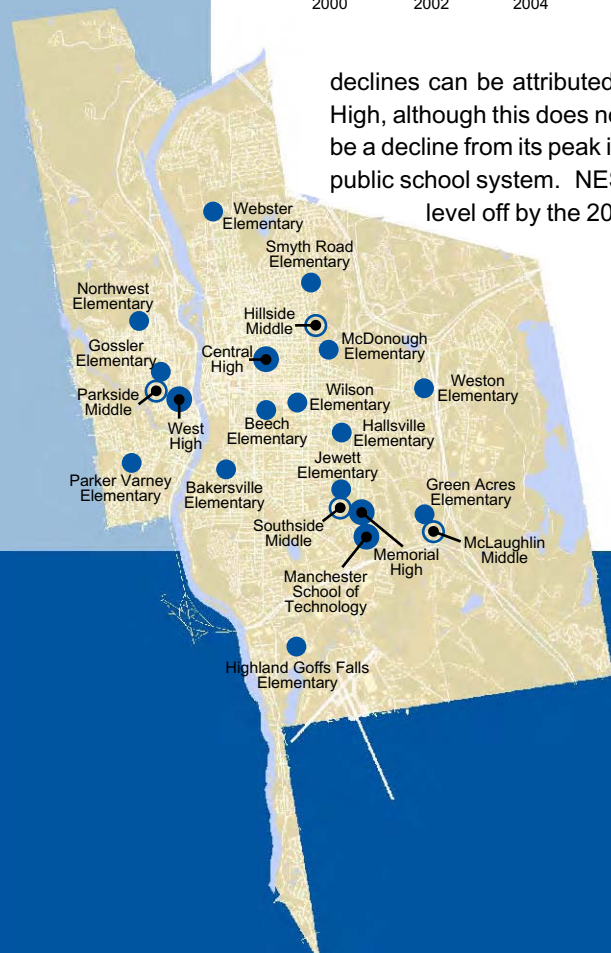 2000 2002 2004
declines can be attributed
High, although this does
be a decline from its peak
public school system.
level off by the
Webster
Elementary
Smyth Road
Elementary
Northwest
Elementary
Hillside
Middle
Gossler
Elementary
Central
High
McDonough
Elementary
Parkside
Middle
West
High
Wilson
Elementary
Weston
Elementary
Beech
Elementary
Hallsville
Elementary
Jewett
Elementary
Parker Varney
Elementary
Bakersville
Elementary
Green Acres
Elementary
Southside
Middle
Memorial
High
McLaughlin
Middle
Manchester
School of
Technology
Highland Goffs Falls
Elementary